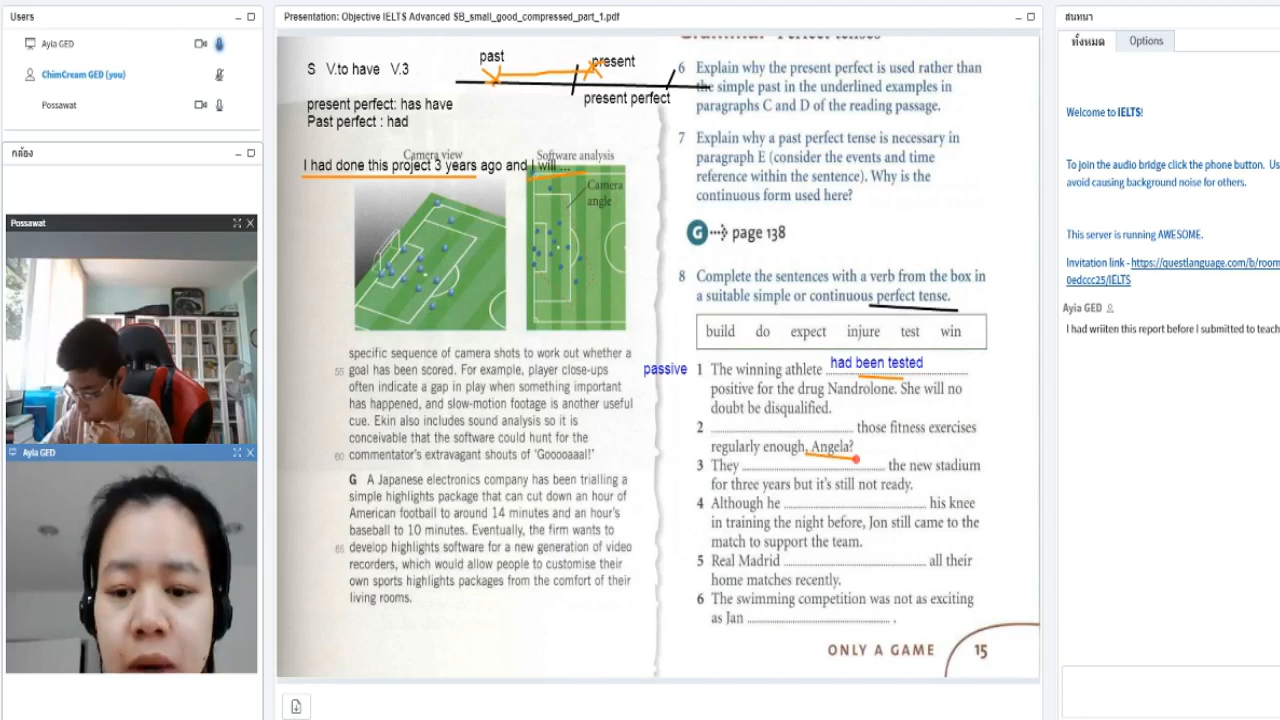 Users
Presentation: Objective IELTS Advanced SB_small_good_compressed_part_1.pdf
สนทนา
Ayla GED
ChimCream GED (you)
Possawat
กล้อง
Possawat
Ayla GED
S V.to have V.3
past
present
present perfect
present perfect: has have
Past perfect : had
I had done this project 3 years ago and I will ...
Camera view
Software analysis
Camera
angle
specific sequence of camera shots to work out whether a
55 goal has been scored. For example, player close-ups
often indicate a gap in play when something important
has happened, and slow-motion footage is another useful
cue. Ekin also includes sound analysis so it is
conceivable that the software could hunt for the
60 commentator's extravagant shouts of 'Gooooaaal!'
G A Japanese electronics company has been trialling a
simple highlights package that can cut down an hour of
American football to around 14 minutes and an hour's
baseball to 10 minutes. Eventually, the firm wants to
65 develop highlights software for a new generation of video
recorders, which would allow people to customise their
own sports highlights packages from the comfort of their
living rooms.
Grammar Perfect tenses
6 Explain why the present perfect is used rather than
the simple past in the underlined examples in
paragraphs C and D of the reading passage.
7 Explain why a past perfect tense is necessary in
paragraph E (consider the events and time
reference within the sentence). Why is the
continuous form used here?
G page 138
8 Complete the sentences with a verb from the box in
a suitable simple or continuous perfect tense.
build do expect injure test win
passive 1 The winning athlete had been tested
positive for the drug Nandrolone. She will no
doubt be disqualified.
2 ........ those fitness exercises
regularly enough, Angela?
3 They ........ the new stadium
for three years but it's still not ready.
4 Although he ........ his knee
in training the night before, Jon still came to the
match to support the team.
5 Real Madrid ........ all their
home matches recently.
6 The swimming competition was not as exciting
as Jan ........ .
ONLY A GAME 15
ทั้งหมด Options
Welcome to IELTS!
To join the audio bridge click the phone button. Us
avoid causing background noise for others.
This server is running AWESOME.
Invitation link - https://questlanguage.com/b/room
0edccc25/IELTS
Ayla GED
I had wriiten this report before I submitted to teach